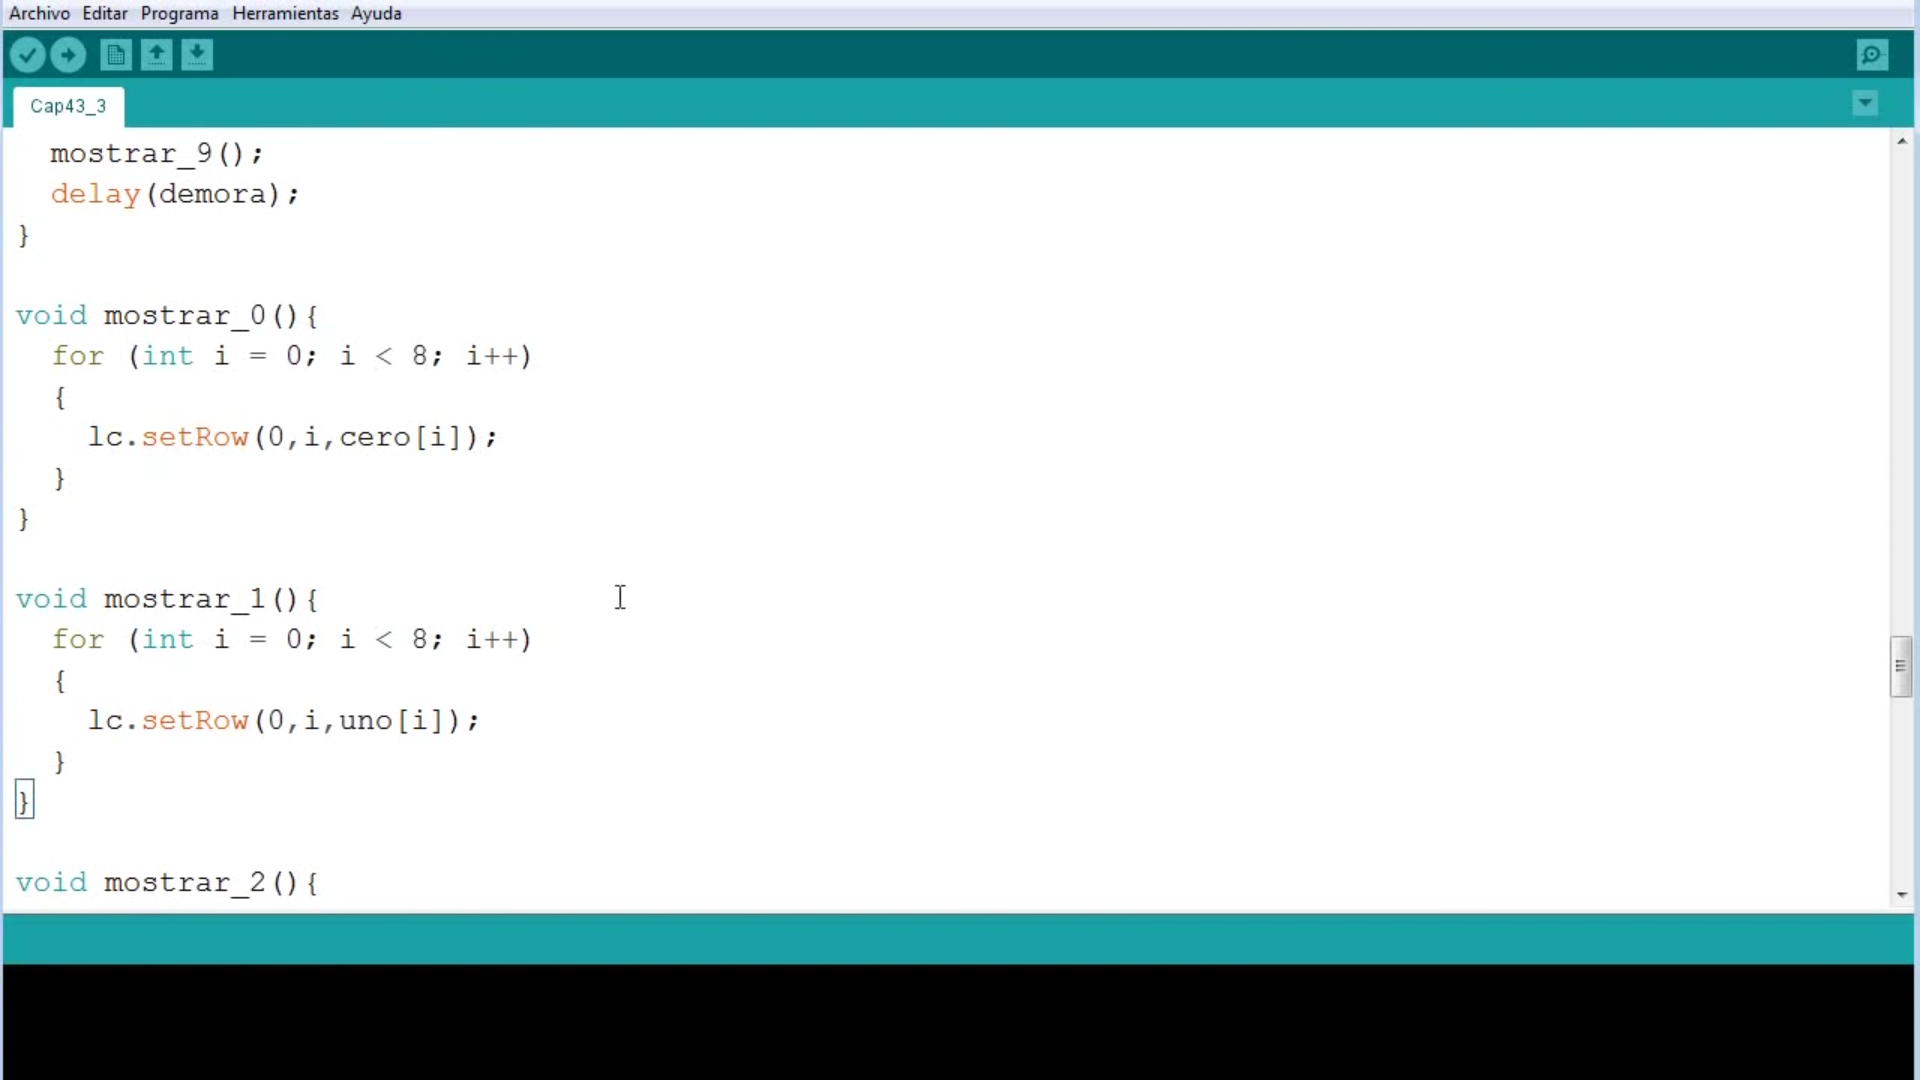 Archivo Editar Programa Herramientas Ayuda
Cap43_3
mostrar_9();
delay(demora);
}
void mostrar_0(){
for (int i = 0; i < 8; i++)
{
lc.setRow(0,i,cero[i]);
}
}
void mostrar_1(){
for (int i = 0; i < 8; i++)
{
lc.setRow(0,i,uno[i]);
}
}
void mostrar_2(){